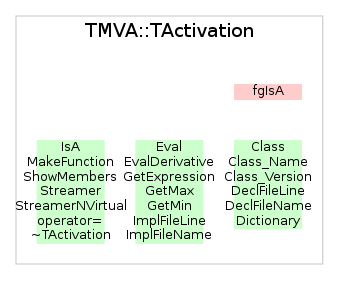 TMVA::TActivation
fgIsA
IsA
MakeFunction
ShowMembers
Streamer
StreamerNVirtual
operator=
~TActivation
Eval
EvalDerivative
GetExpression
GetMax
GetMin
ImplFileLine
ImplFileName
Class
Class_Name
Class_Version
DeclFileLine
DeclFileName
Dictionary